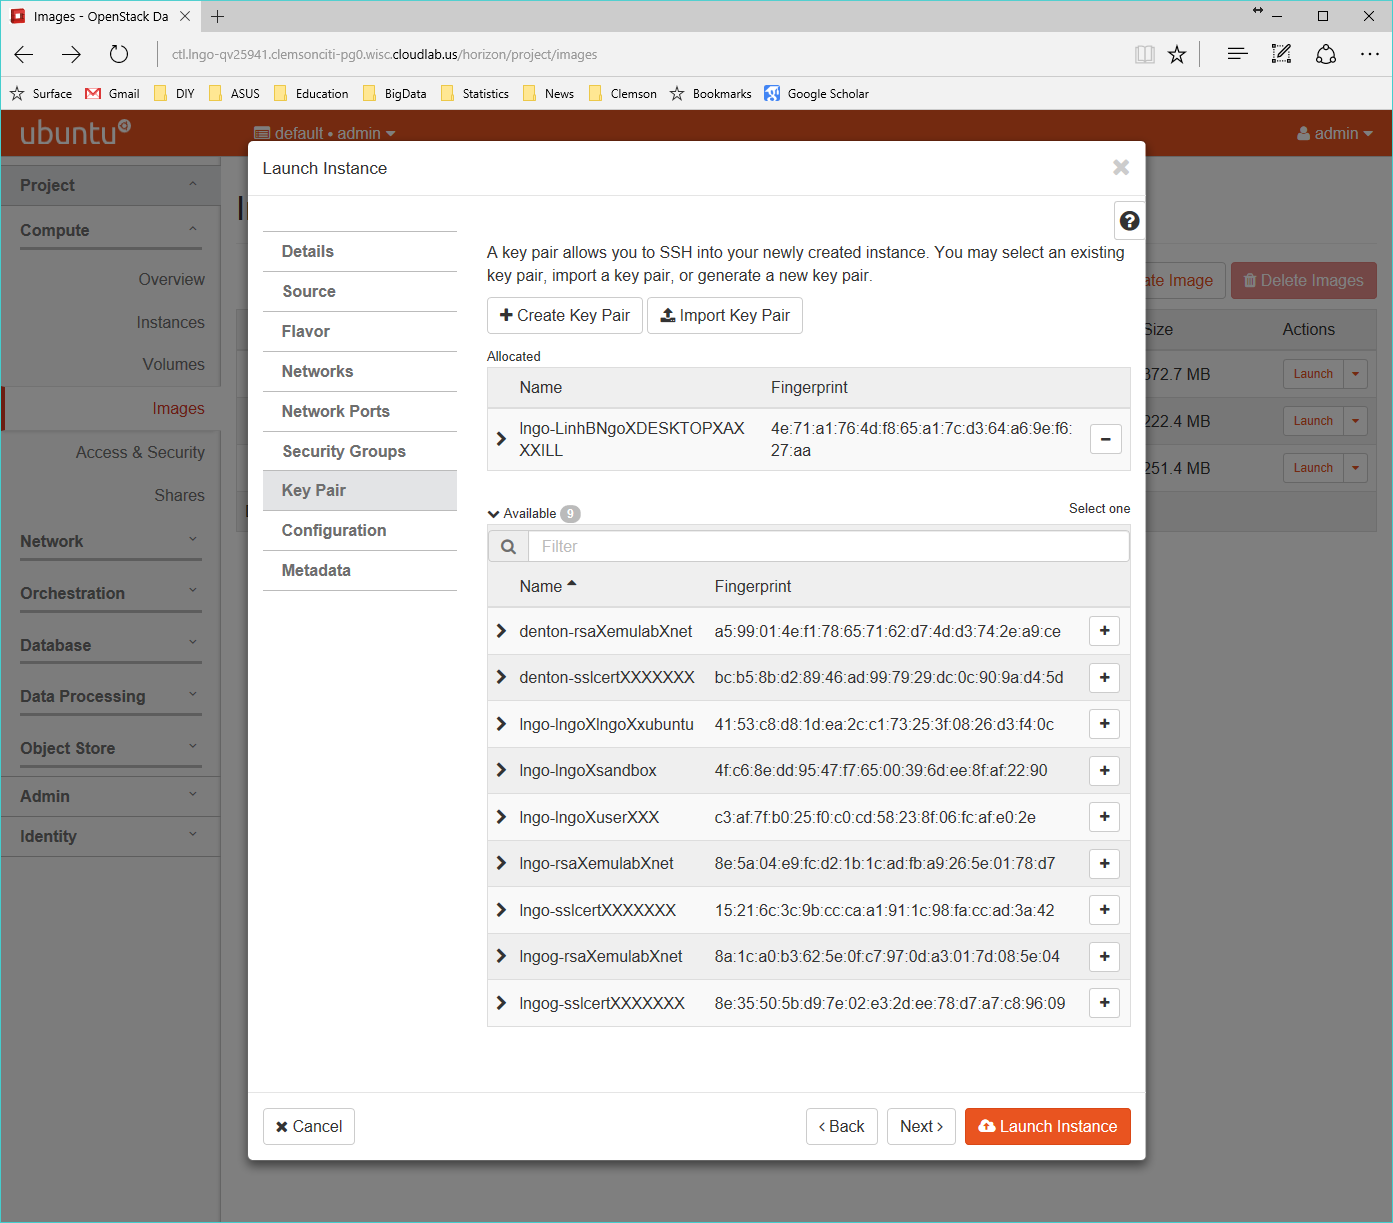 Images - OpenStack Da
ctl.lngo-qv25941.clemsonciti-pg0.wisc.cloudlab.us/horizon/project/images
Surface Gmail DIY ASUS Education BigData Statistics News Clemson Bookmarks Google Scholar
ubuntu default • admin admin
Launch Instance
Project
Compute
Overview
Instances
Volumes
Images
Access & Security
Shares
Network
Orchestration
Database
Data Processing
Object Store
Admin
Identity
Details
Source
Flavor
Networks
Network Ports
Security Groups
Key Pair
Configuration
Metadata
A key pair allows you to SSH into your newly created instance. You may select an existing
key pair, import a key pair, or generate a new key pair.
Create Key Pair Import Key Pair
Allocated
Name Fingerprint
lngo-LinhBNgoXDESKTOPXAX
XXILL
4e:71:a1:76:4d:f8:65:a1:7c:d3:64:a6:9e:f6:
27:aa
Available 9 Select one
Filter
Name Fingerprint
denton-rsaXemulabXnet a5:99:01:4e:f1:78:65:71:62:d7:4d:d3:74:2e:a9:ce
denton-sslcertXXXXXXX bc:b5:8b:d2:89:46:ad:99:79:29:dc:0c:90:9a:d4:5d
lngo-lngoXlngoXxubuntu 41:53:c8:d8:1d:ea:2c:c1:73:25:3f:08:26:d3:f4:0c
lngo-lngoXsandbox 4f:c6:8e:dd:95:47:f7:65:00:39:6d:ee:8f:af:22:90
lngo-lngoXuserXXX c3:af:7f:b0:25:f0:c0:cd:58:23:8f:06:fc:af:e0:2e
lngo-rsaXemulabXnet 8e:5a:04:e9:fc:d2:1b:1c:ad:fb:a9:26:5e:01:78:d7
lngo-sslcertXXXXXXX 15:21:6c:3c:9b:cc:ca:a1:91:1c:98:fa:cc:ad:3a:42
lngog-rsaXemulabXnet 8a:1c:a0:b3:62:5e:0f:c7:97:0d:a3:01:7d:08:5e:04
lngog-sslcertXXXXXXX 8e:35:50:5b:d9:7e:02:e3:2d:ee:78:d7:a7:c8:96:09
Cancel Back Next Launch Instance
ate Image Delete Images
Size Actions
372.7 MB Launch
222.4 MB Launch
251.4 MB Launch